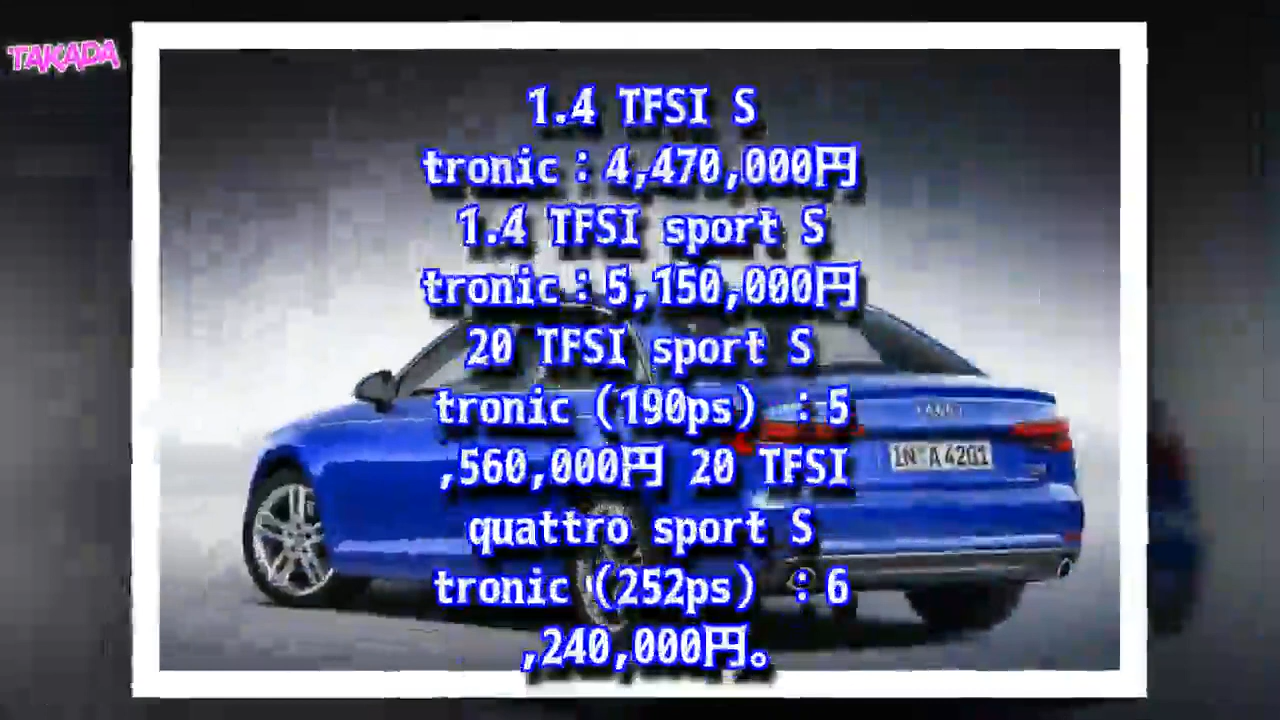 TAKADA
1.4 TFSI S
tronic：4,470,000円
1.4 TFSI sport S
tronic：5,150,000円
20 TFSI sport S
tronic (190ps) ：5
,560,000円 20 TFSI
quattro sport S
tronic (252ps) ：6
,240,000円。
IN A 4201